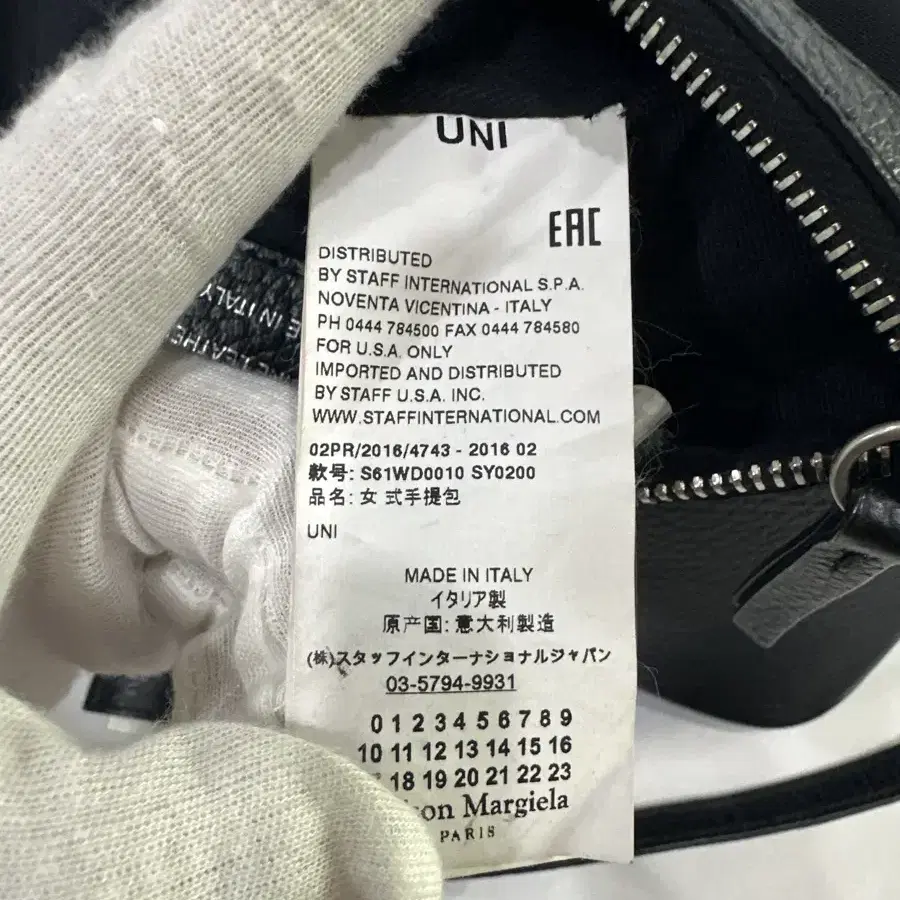 UNI
EAC
DISTRIBUTED
BY STAFF INTERNATIONAL S.P.A.
NOVENTA VICENTINA - ITALY
PH 0444 784500 FAX 0444 784580
FOR U.S.A. ONLY
IMPORTED AND DISTRIBUTED
BY STAFF U.S.A. INC.
WWW.STAFFINTERNATIONAL.COM
02PR/2016/4743 - 2016 02
款号: S61WD0010 SY0200
品名: 女 式手提包
UNI
MADE IN ITALY
イタリア製
原产国: 意大利製造
(株)スタッフインターナショナルジャパン
03-5794-9931
0 1 2 3 4 5 6 7 8 9
10 11 12 13 14 15 16
18 19 20 21 22 23
Margiela
PARIS
IN ITALY